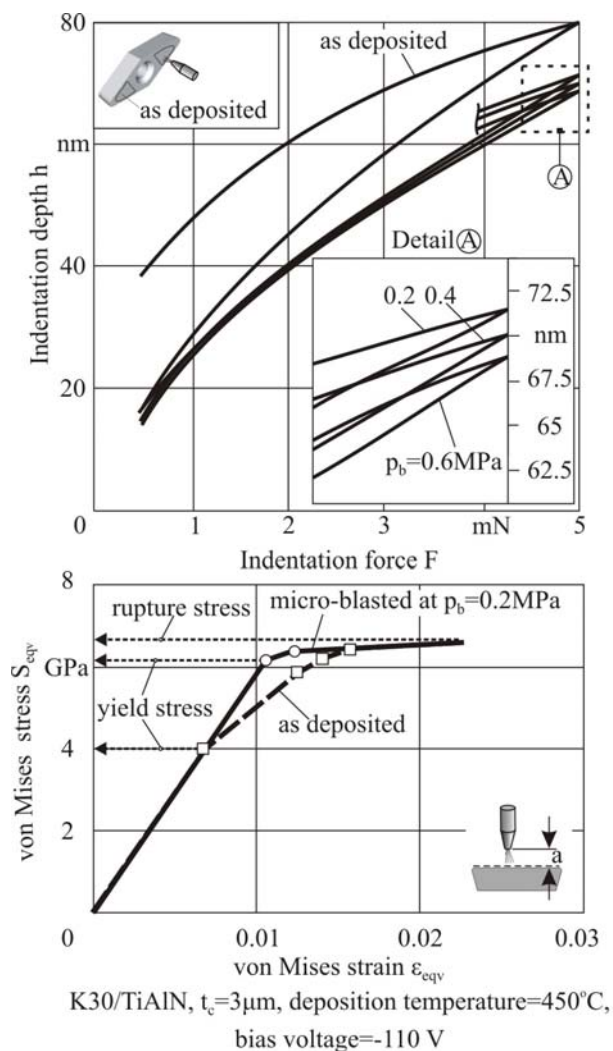 80
as deposited
as deposited
nm
Indentation depth h
A
Detail A
40
0.2 0.4
72.5
nm
67.5
65
62.5
p_b=0.6MPa
20
0
1
2
3
mN
5
Indentation force F
8
rupture stress
micro-blasted at p_b=0.2MPa
GPa
yield stress
as deposited
von Mises stress S_eqv
4
2
a
0
0.01
0.02
0.03
von Mises strain ε_eqv
K30/TiAlN, t_c=3μm, deposition temperature=450°C,
bias voltage=-110 V